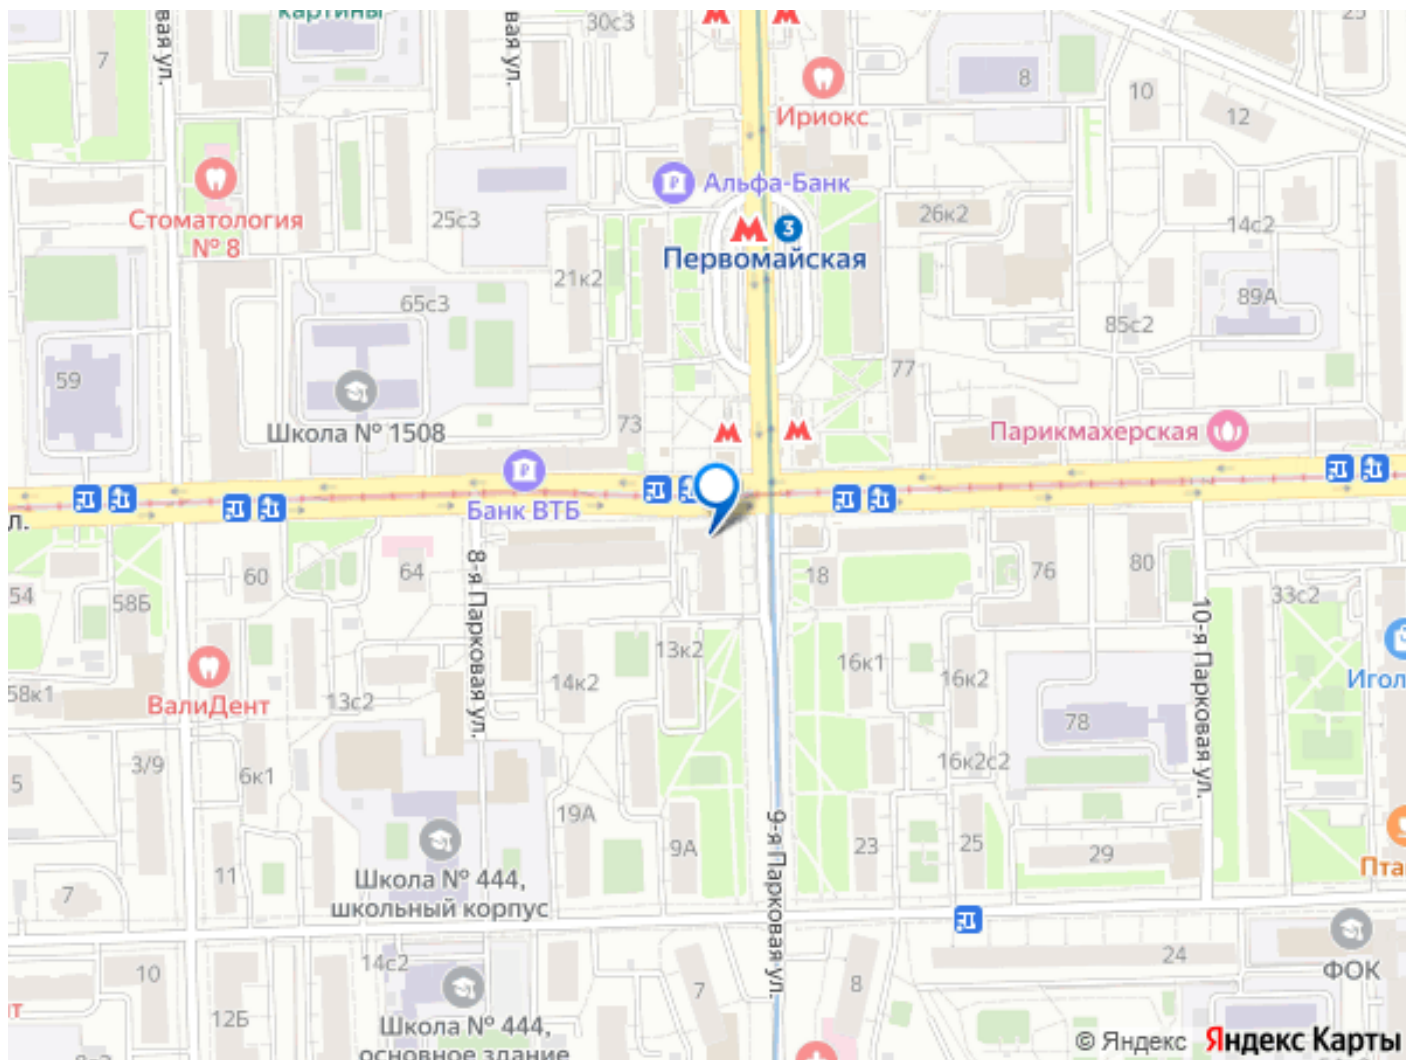 картины
30с3
25
7
вая ул.
вая ул.
8
10
12
Ириокс
Альфа-Банк
Стоматология
№ 8
25с3
26к2
14с2
3
Первомайская
21к2
65с3
89А
85с2
59
77
73
Школа № 1508
Парикмахерская
Банк ВТБ
л.
54
58Б
60
64
8-я Парковая ул.
18
76
80
33с2
10-я Парковая ул.
13к2
16к1
14к2
16к2
58к1
13с2
ВалиДент
Игол
78
3/9
6к1
16к2с2
5
19А
9А
23
25
29
9-я Парковая ул.
11
7
Школа № 444,
школьный корпус
Пта
24
ФОК
10
14с2
7
8
12Б
Школа № 444,
основное здание
© Яндекс Яндекс Карты